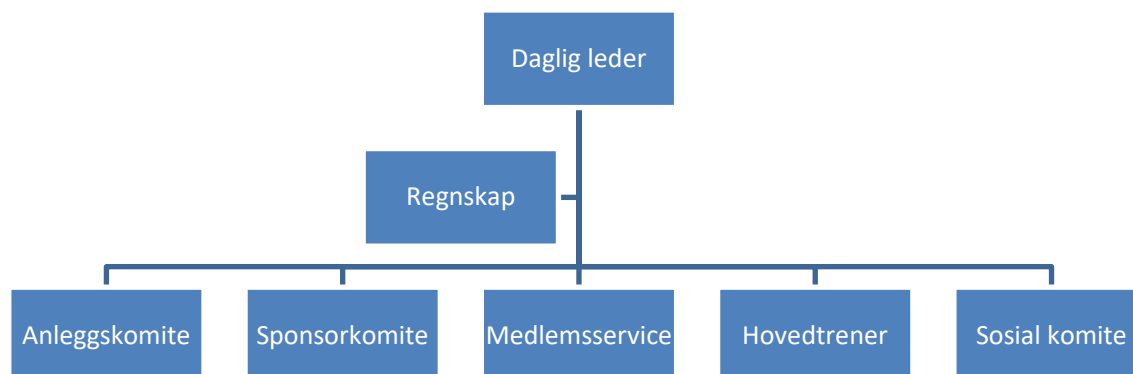 Daglig leder
Regnskap
Anleggskomite
Sponsorkomite
Medlemsservice
Hovedtrener
Sosial komite